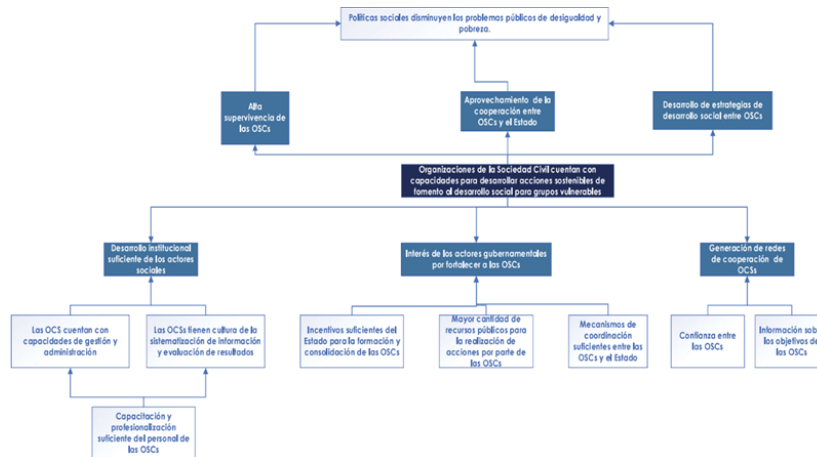 Políticas sociales disminuyen los problemas públicos de desigualdad y
pobreza.
Alta
supervivencia de
las OSCs
Aprovechamiento de la
cooperación entre
OSCs y el Estado
Desarrollo de estrategias de
desarrollo social entre OSCs
Organizaciones de la Sociedad Civil cuentan con
capacidades para desarrollar acciones sostenibles de
fomento al desarrollo social para grupos vulnerables
Desarrollo institucional
suficiente de los actores
sociales
Interés de los actores gubernamentales
por fortalecer a las OSCs
Generación de redes
de cooperación de
OCSs
Las OCS cuentan con
capacidades de gestión y
administración
Las OCSs tienen cultura de la
sistematización de información
y evaluación de resultados
Incentivos suficientes del
Estado para la formación y
consolidación de las OSCs
Mayor cantidad de
recursos públicos para
la realización de
acciones por parte de
las OSCs
Mecanismos de
coordinación
suficientes entre las
OSCs y el Estado
Confianza entre
las OSCs
Información sob
los objetivos de
las OSCs
Capacitación y
profesionalización
suficiente del personal de
las OSCs